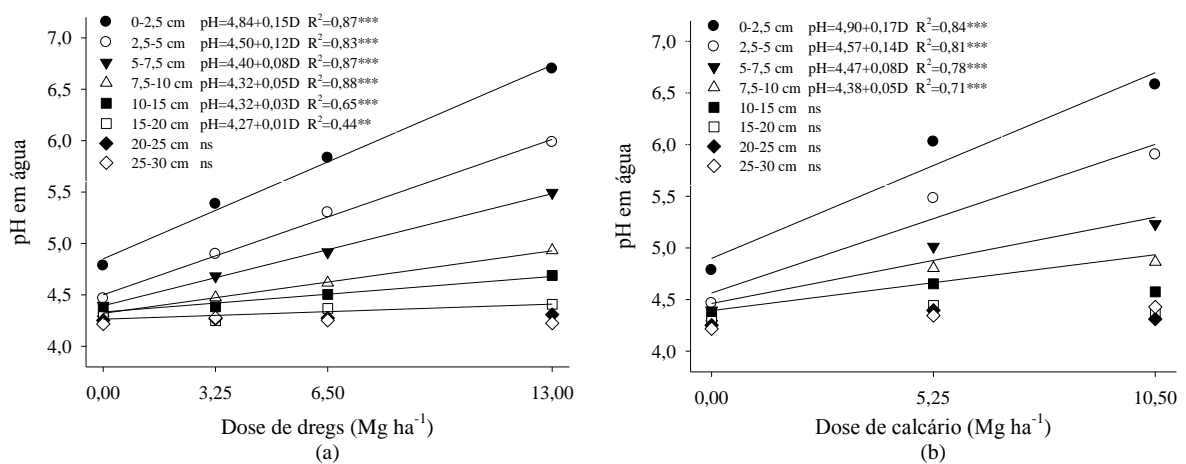 0-2,5 cm pH=4,84+0,15D R²=0,87***
2,5-5 cm pH=4,50+0,12D R²=0,83***
5-7,5 cm pH=4,40+0,08D R²=0,87***
7,5-10 cm pH=4,32+0,05D R²=0,88***
10-15 cm pH=4,32+0,03D R²=0,65***
15-20 cm pH=4,27+0,01D R²=0,44**
20-25 cm ns
25-30 cm ns
7,0
6,5
6,0
5,5
5,0
4,5
4,0
pH em água
0,00 3,25 6,50 13,00
Dose de dregs (Mg ha⁻¹)
(a)
0-2,5 cm pH=4,90+0,17D R²=0,84***
2,5-5 cm pH=4,57+0,14D R²=0,81***
5-7,5 cm pH=4,47+0,08D R²=0,78***
7,5-10 cm pH=4,38+0,05D R²=0,71***
10-15 cm ns
15-20 cm ns
20-25 cm ns
25-30 cm ns
7,0
6,5
6,0
5,5
5,0
4,5
4,0
pH em água
0,00 5,25 10,50
Dose de calcário (Mg ha⁻¹)
(b)